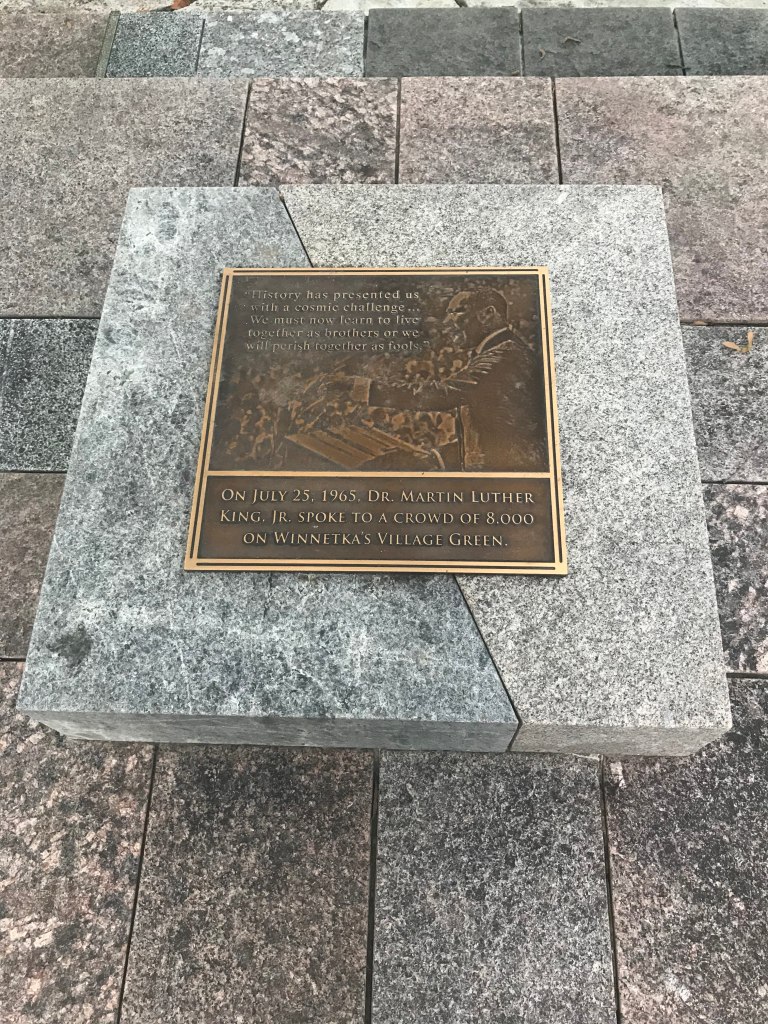 "History has presented us
with a cosmic challenge...
We must now learn to live
together as brothers or we
will perish together as fools."
On July 25, 1965, Dr. Martin Luther
King, Jr. spoke to a crowd of 8,000
on Winnetka's Village Green.